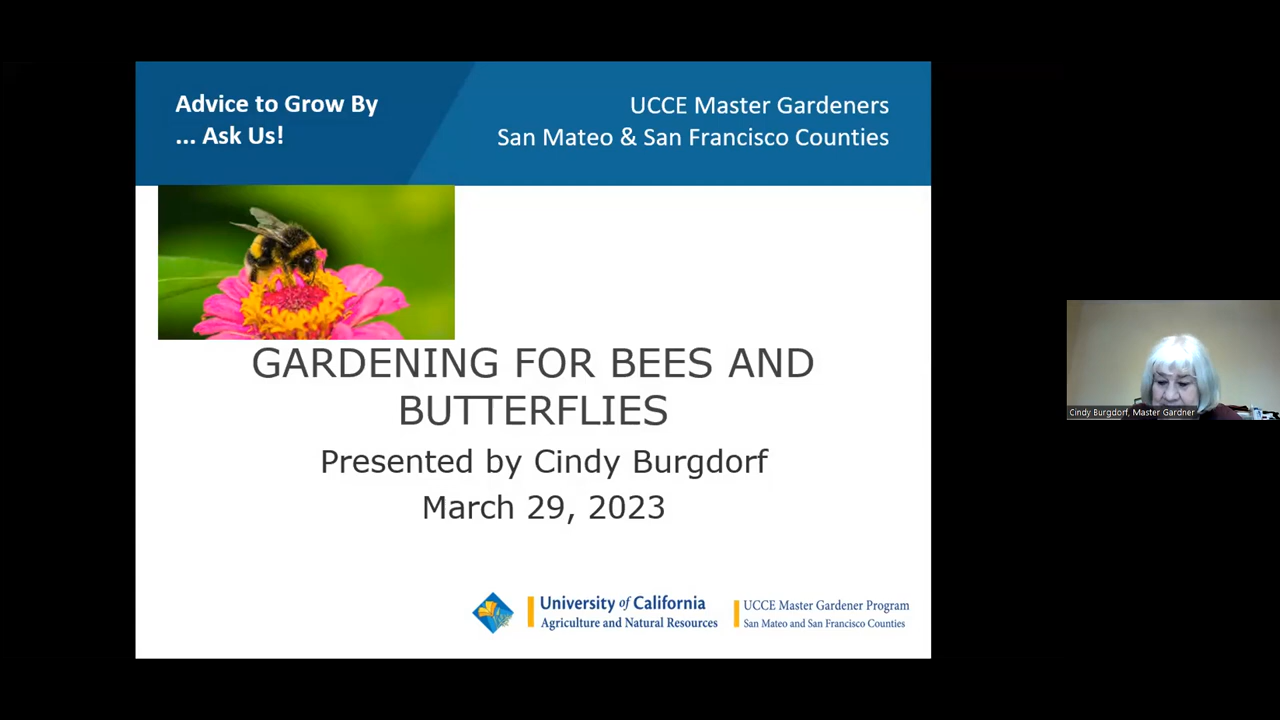 Advice to Grow By
... Ask Us!
UCCE Master Gardeners
San Mateo & San Francisco Counties
GARDENING FOR BEES AND
BUTTERFLIES
Presented by Cindy Burgdorf
March 29, 2023
University of California
Agriculture and Natural Resources
UCCE Master Gardener Program
San Mateo and San Francisco Counties
Cindy Burgdorf, Master Gardner